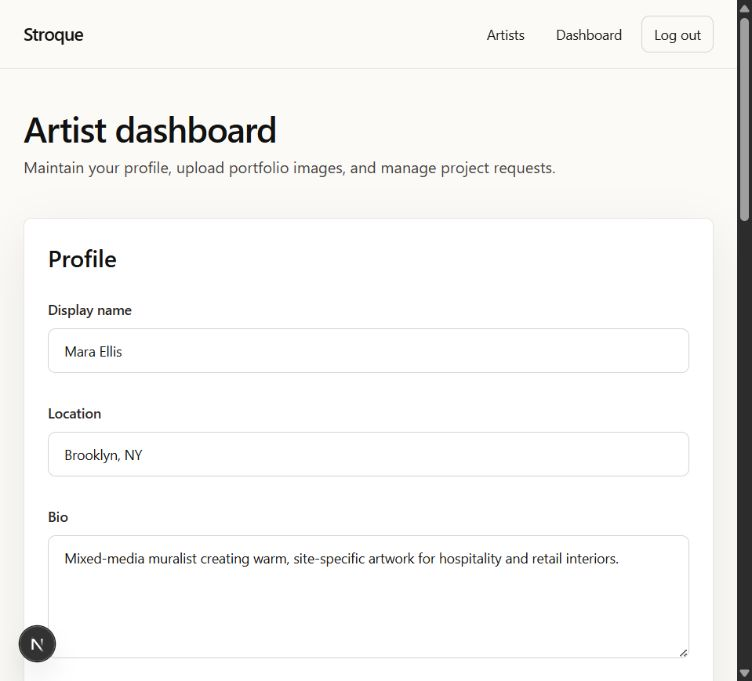 Stroque
Artists
Dashboard
Log out
Artist dashboard
Maintain your profile, upload portfolio images, and manage project requests.
Profile
Display name
Mara Ellis
Location
Brooklyn, NY
Bio
Mixed-media muralist creating warm, site-specific artwork for hospitality and retail interiors.
N